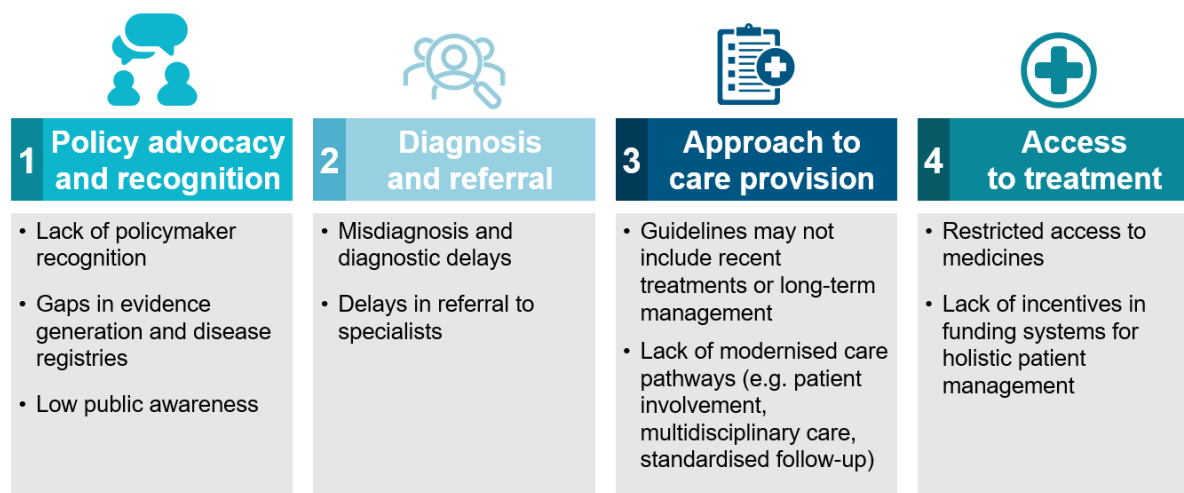 1
Policy advocacy
and recognition
• Lack of policymaker
recognition
• Gaps in evidence
generation and disease
registries
• Low public awareness
2
Diagnosis
and referral
• Misdiagnosis and
diagnostic delays
• Delays in referral to
specialists
3
Approach to
care provision
• Guidelines may not
include recent
treatments or long-term
management
• Lack of modernised care
pathways (e.g. patient
involvement,
multidisciplinary care,
standardised follow-up)
4
Access
to treatment
• Restricted access to
medicines
• Lack of incentives in
funding systems for
holistic patient
management